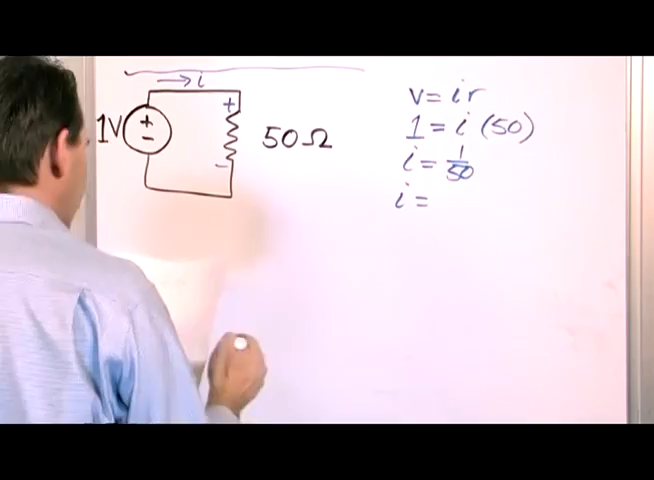 i
1V + - + - 50Ω
v = ir
1 = i (50)
i = 1/50
i =